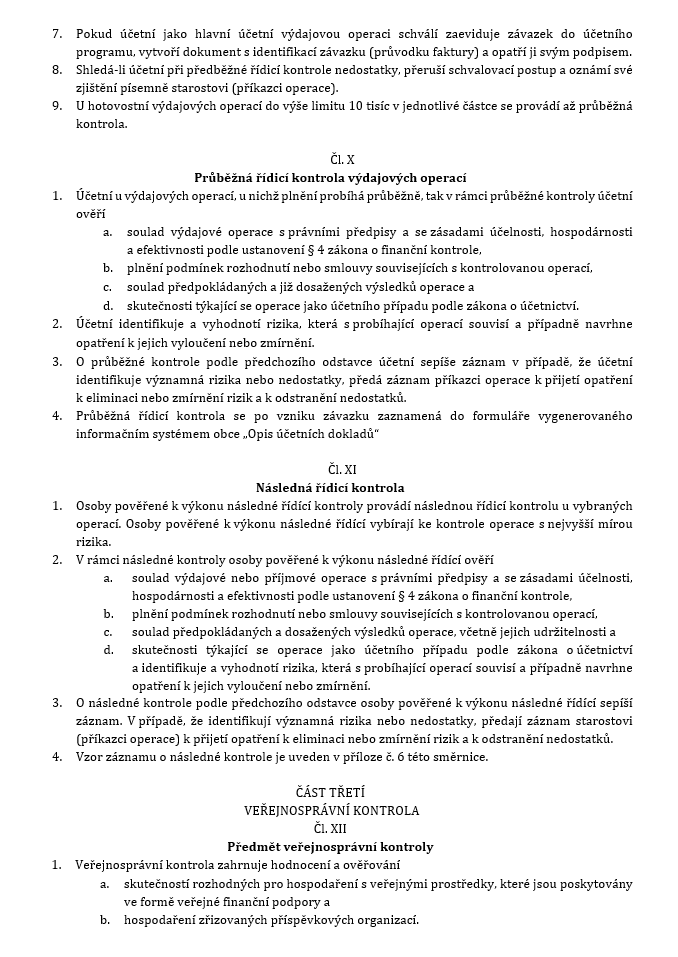 7. Pokud účetní jako hlavní účetní výdajovou operaci schválí zaeviduje závazek do účetního
programu, vytvoří dokument s identifikací závazku (průvodku faktury) a opatří ji svým podpisem.
8. Shledá-li účetní při předběžné řídicí kontrole nedostatky, přeruší schvalovací postup a oznámí své
zjištění písemně starostovi (příkazci operace).
9. U hotovostní výdajových operací do výše limitu 10 tisíc v jednotlivé částce se provádí až průběžná
kontrola.
Čl. X
Průběžná řídicí kontrola výdajových operací
1. Účetní u výdajových operací, u nichž plnění probíhá průběžně, tak v rámci průběžné kontroly účetní
ověří
a. soulad výdajové operace s právními předpisy a se zásadami účelnosti, hospodárnosti
a efektivnosti podle ustanovení § 4 zákona o finanční kontrole,
b. plnění podmínek rozhodnutí nebo smlouvy souvisejících s kontrolovanou operací,
c. soulad předpokládaných a již dosažených výsledků operace a
d. skutečnosti týkající se operace jako účetního případu podle zákona o účetnictví.
2. Účetní identifikuje a vyhodnotí rizika, která s probíhající operací souvisí a případně navrhne
opatření k jejich vyloučení nebo zmírnění.
3. O průběžné kontrole podle předchozího odstavce účetní sepíše záznam v případě, že účetní
identifikuje významná rizika nebo nedostatky, předá záznam příkazci operace k přijetí opatření
k eliminaci nebo zmírnění rizik a k odstranění nedostatků.
4. Průběžná řídicí kontrola se po vzniku závazku zaznamená do formuláře vygenerovaného
informačním systémem obce „Opis účetních dokladů“
Čl. XI
Následná řídicí kontrola
1. Osoby pověřené k výkonu následné řídící kontroly provádí následnou řídicí kontrolu u vybraných
operací. Osoby pověřené k výkonu následné řídící vybírají ke kontrole operace s nejvyšší mírou
rizika.
2. V rámci následné kontroly osoby pověřené k výkonu následné řídící ověří
a. soulad výdajové nebo příjmové operace s právními předpisy a se zásadami účelnosti,
hospodárnosti a efektivnosti podle ustanovení § 4 zákona o finanční kontrole,
b. plnění podmínek rozhodnutí nebo smlouvy souvisejících s kontrolovanou operací,
c. soulad předpokládaných a dosažených výsledků operace, včetně jejich udržitelnosti a
d. skutečnosti týkající se operace jako účetního případu podle zákona o účetnictví
a identifikuje a vyhodnotí rizika, která s probíhající operací souvisí a případně navrhne
opatření k jejich vyloučení nebo zmírnění.
3. O následné kontrole podle předchozího odstavce osoby pověřené k výkonu následné řídící sepíší
záznam. V případě, že identifikují významná rizika nebo nedostatky, předají záznam starostovi
(příkazci operace) k přijetí opatření k eliminaci nebo zmírnění rizik a k odstranění nedostatků.
4. Vzor záznamu o následné kontrole je uveden v příloze č. 6 této směrnice.
ČÁST TŘETÍ
VEŘEJNOSPRÁVNÍ KONTROLA
Čl. XII
Předmět veřejnosprávní kontroly
1. Veřejnosprávní kontrola zahrnuje hodnocení a ověřování
a. skutečností rozhodných pro hospodaření s veřejnými prostředky, které jsou poskytovány
ve formě veřejné finanční podpory a
b. hospodaření zřizovaných příspěvkových organizací.